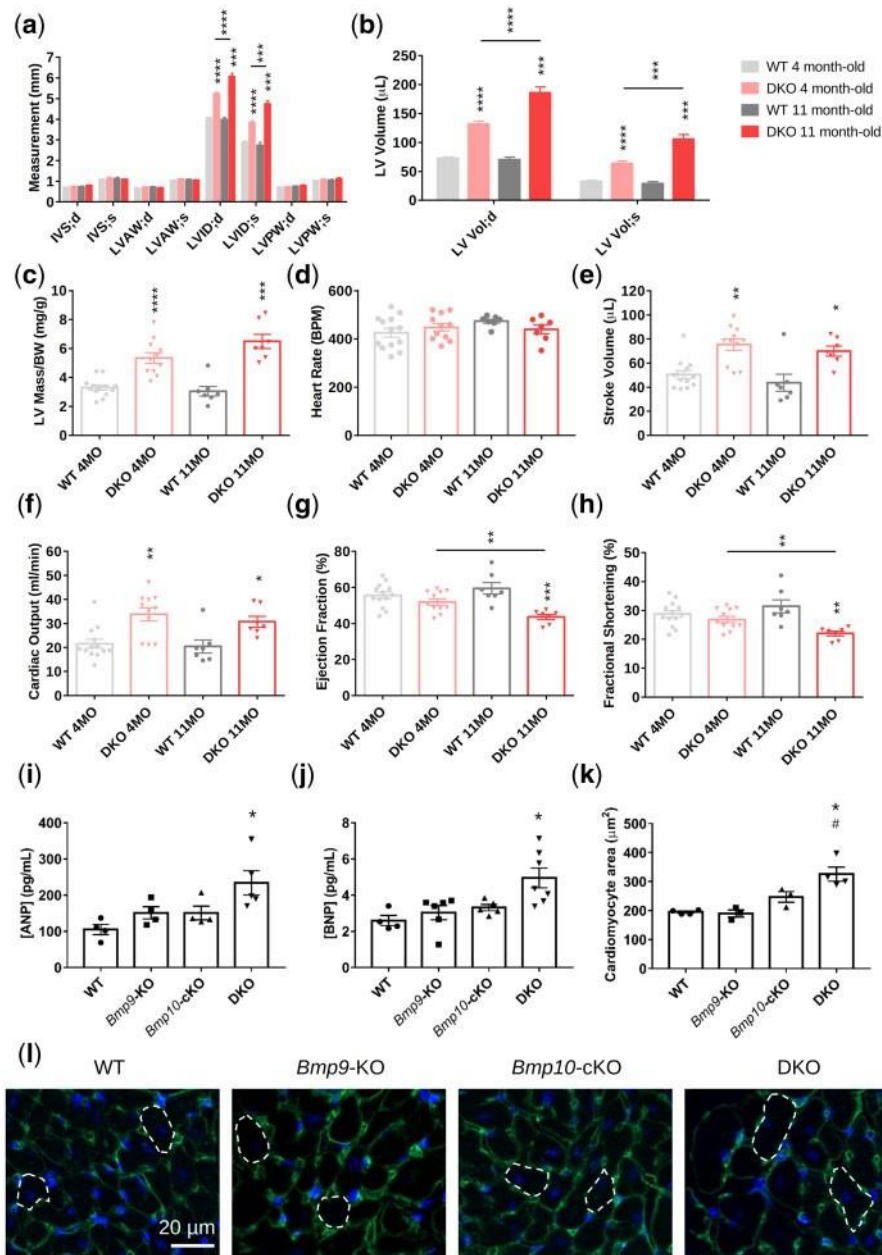 (a)
Measurement (mm)
7
6
5
4
3
2
1
**** ****
***
**** ***
***
IVS;d IVS;s LVAW;d LVAW;s LVID;d LVID;s LVPW;d LVPW;s
(b)
LV Volume (µL)
250
200
150
100
50
0
****
****
***
***
****
***
LV Vol;d LV Vol;s
WT 4 month-old
DKO 4 month-old
WT 11 month-old
DKO 11 month-old
(c)
LV Mass/BW (mg/g)
10
8
6
4
2
0
**** ***
WT 4MO DKO 4MO WT 11MO DKO 11MO
(d)
Heart Rate (BPM)
600
400
200
0
WT 4MO DKO 4MO WT 11MO DKO 11MO
(e)
Stroke Volume (µL)
120
100
80
60
40
20
0
** *
WT 4MO DKO 4MO WT 11MO DKO 11MO
(f)
Cardiac Output (ml/min)
60
50
40
30
20
10
0
** *
WT 4MO DKO 4MO WT 11MO DKO 11MO
(g)
Ejection Fraction (%)
80
60
40
20
0
**
***
WT 4MO DKO 4MO WT 11MO DKO 11MO
(h)
Fractional Shortening (%)
50
40
30
20
10
0
**
**
WT 4MO DKO 4MO WT 11MO DKO 11MO
(i)
[ANP] (pg/mL)
400
300
200
100
0
*
WT Bmp9-KO Bmp10-cKO DKO
(j)
[BNP] (pg/mL)
8
6
4
2
0
*
WT Bmp9-KO Bmp10-cKO DKO
(k)
Cardiomyocyte area (µm²)
500
400
300
200
100
0
*
#
WT Bmp9-KO Bmp10-cKO DKO
(l)
WT Bmp9-KO Bmp10-cKO DKO
20 µm